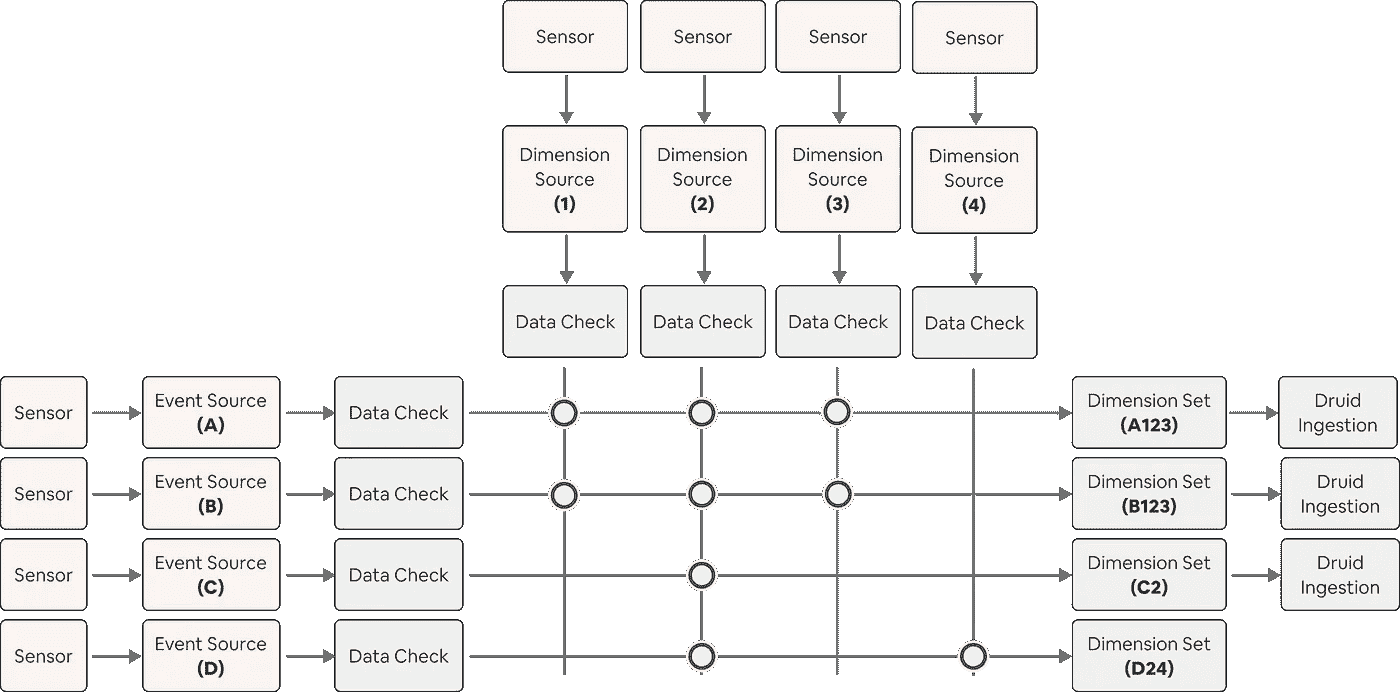 Sensor
Sensor
Sensor
Sensor
Dimension
Source
(1)
Dimension
Source
(2)
Dimension
Source
(3)
Dimension
Source
(4)
Data Check
Data Check
Data Check
Data Check
Sensor
Event Source
(A)
Data Check
Dimension Set
(A123)
Druid
Ingestion
Sensor
Event Source
(B)
Data Check
Dimension Set
(B123)
Druid
Ingestion
Sensor
Event Source
(C)
Data Check
Dimension Set
(C2)
Druid
Ingestion
Sensor
Event Source
(D)
Data Check
Dimension Set
(D24)